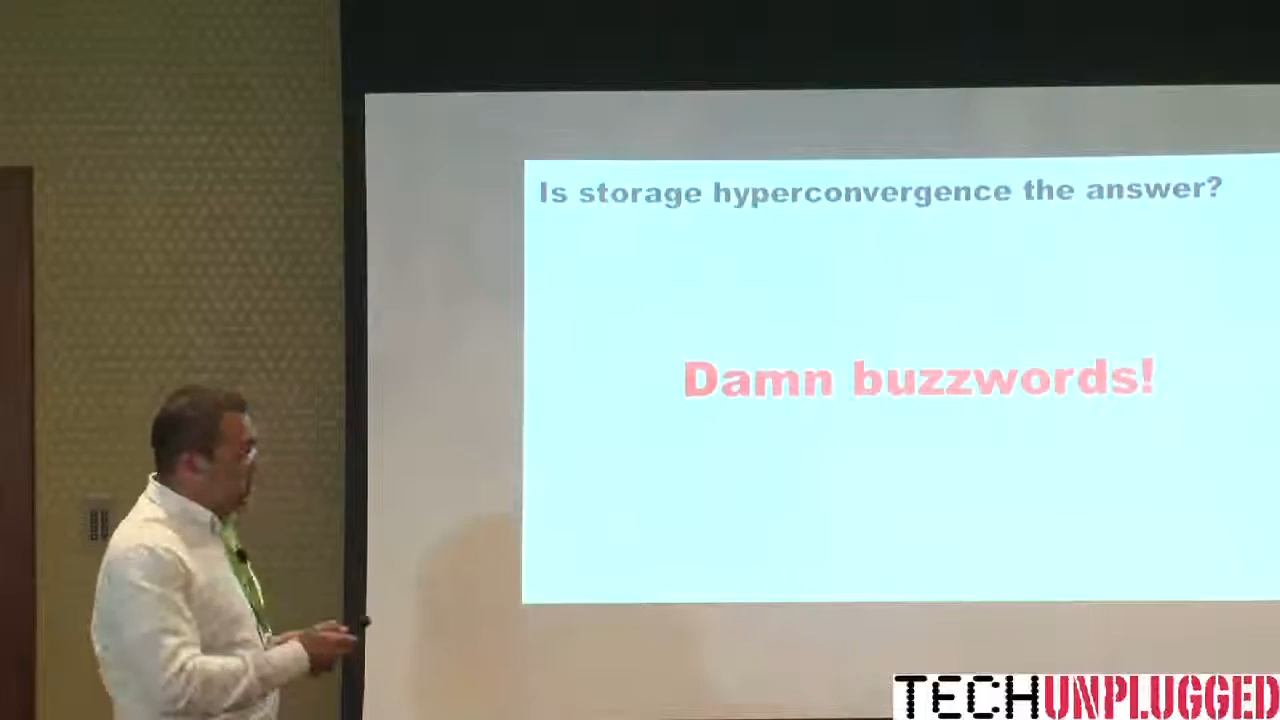 Is storage hyperconvergence the answer?
Damn buzzwords!
TECHUNPLUGGED